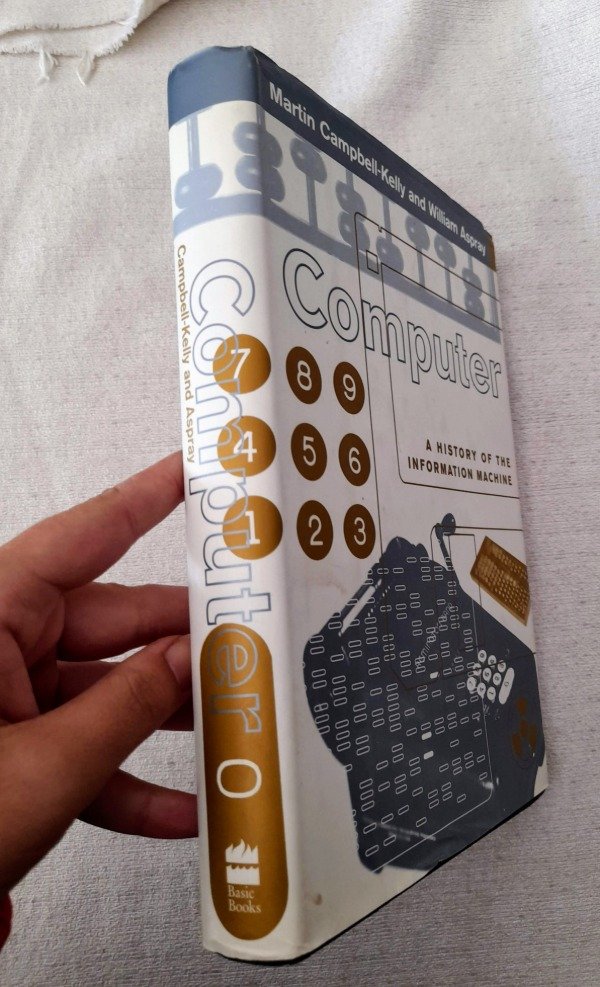 Martin Campbell-Kelly and William Aspray
Computer
A HISTORY OF THE
INFORMATION MACHINE
Campbell-Kelly and Aspray
Computer
7 8 9
4 5 6
1 2 3
0
Basic
Books